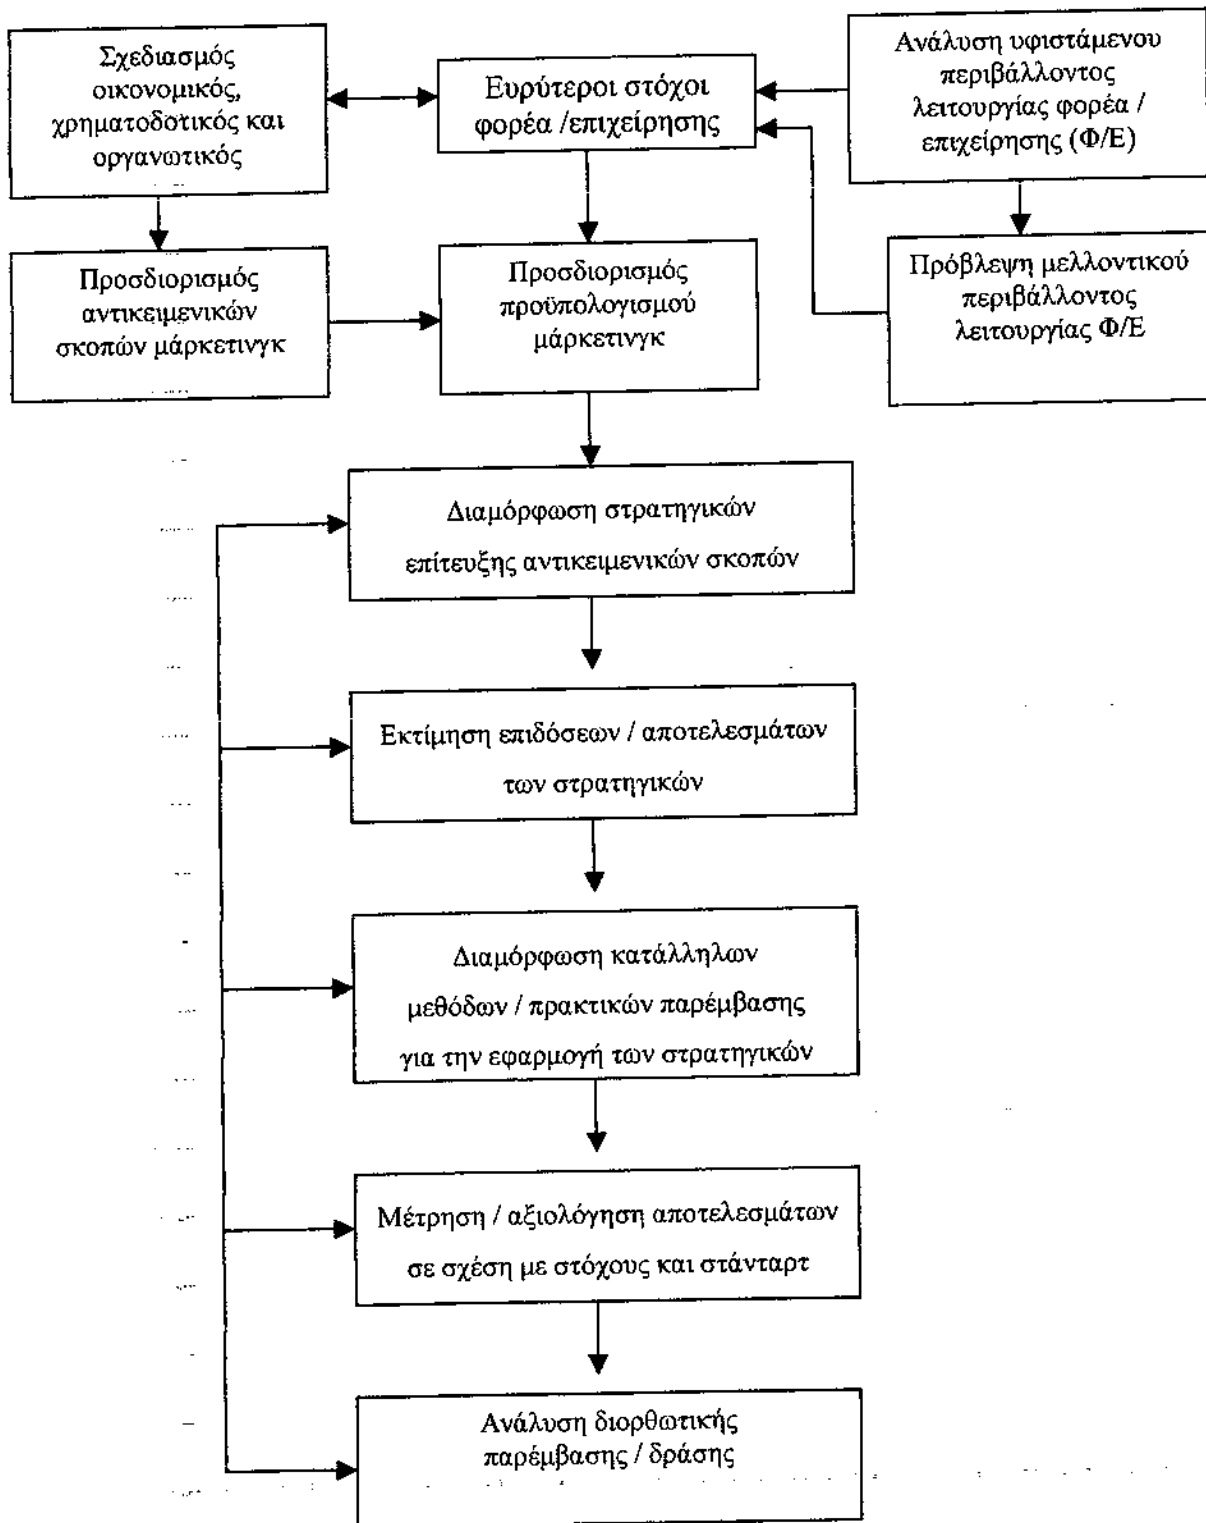 Σχεδιασμός
οικονομικός,
χρηματοδοτικός και
οργανωτικός
Ευρύτεροι στόχοι
φορέα /επιχείρησης
Ανάλυση υφιστάμενου
περιβάλλοντος
λειτουργίας φορέα /
επιχείρησης (Φ/Ε)
Προσδιορισμός
αντικειμενικών
σκοπών μάρκετινγκ
Προσδιορισμός
προϋπολογισμού
μάρκετινγκ
Πρόβλεψη μελλοντικού
περιβάλλοντος
λειτουργίας Φ/Ε
Διαμόρφωση στρατηγικών
επίτευξης αντικειμενικών σκοπών
Εκτίμηση επιδόσεων / αποτελεσμάτων
των στρατηγικών
Διαμόρφωση κατάλληλων
μεθόδων / πρακτικών παρέμβασης
για την εφαρμογή των στρατηγικών
Μέτρηση / αξιολόγηση αποτελεσμάτων
σε σχέση με στόχους και στάνταρτ
Ανάλυση διορθωτικής
παρέμβασης / δράσης